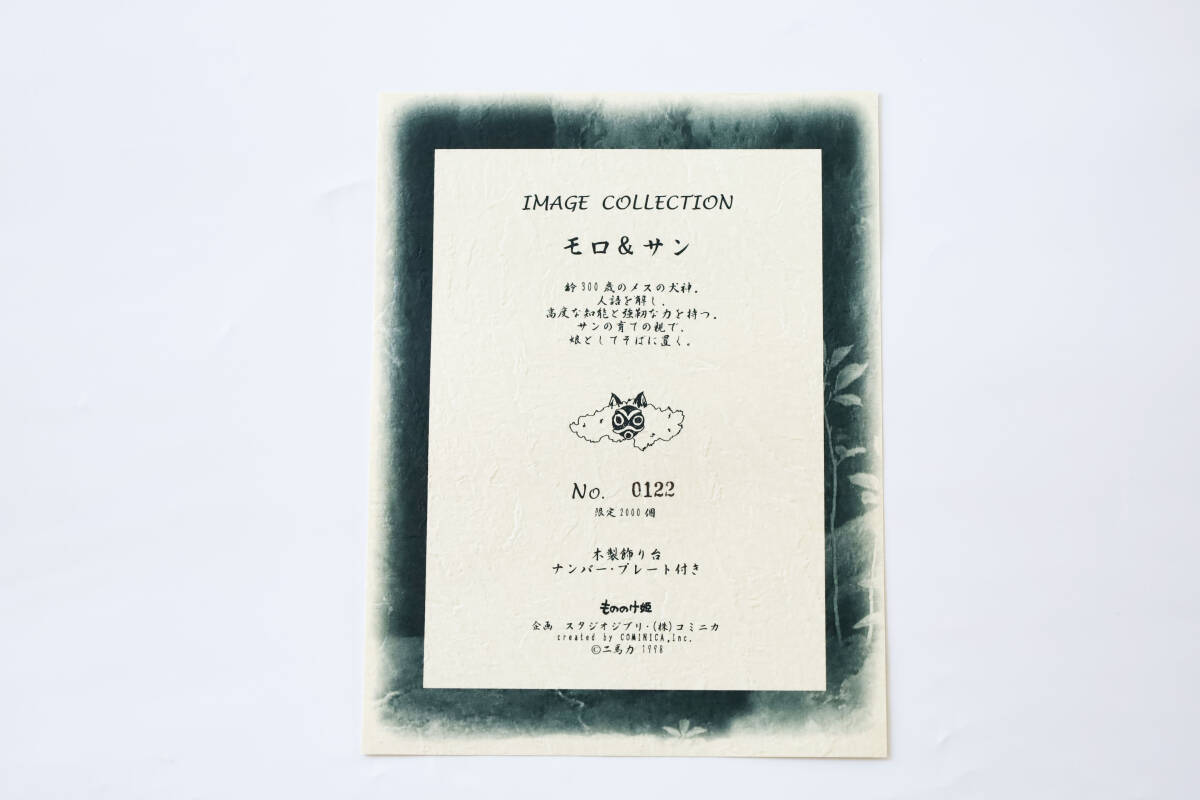 IMAGE COLLECTION
モロ&サン
齢300歳のメスの犬神.
人語を解し.
高度な知能と強靭な力を持つ.
サンの育ての親で.
娘としてそばに置く。
No. 0122
限定2000個
木製飾り台
ナンバー・プレート付き
もののけ姫
企画 スタジオジブリ・(株)コミニカ
created by COMINICA,Inc.
©二馬力 1998